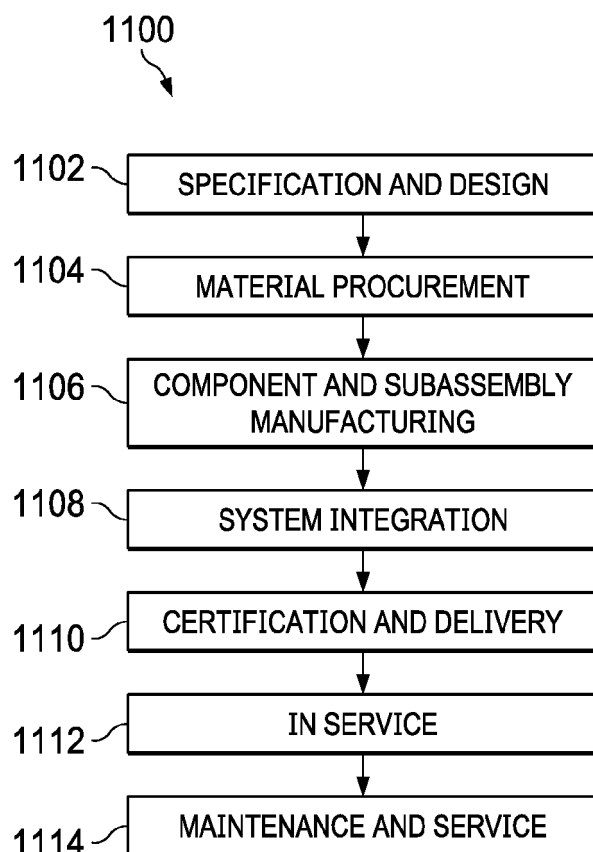 1100
1102
SPECIFICATION AND DESIGN
1104
MATERIAL PROCUREMENT
1106
COMPONENT AND SUBASSEMBLY
MANUFACTURING
1108
SYSTEM INTEGRATION
1110
CERTIFICATION AND DELIVERY
1112
IN SERVICE
1114
MAINTENANCE AND SERVICE